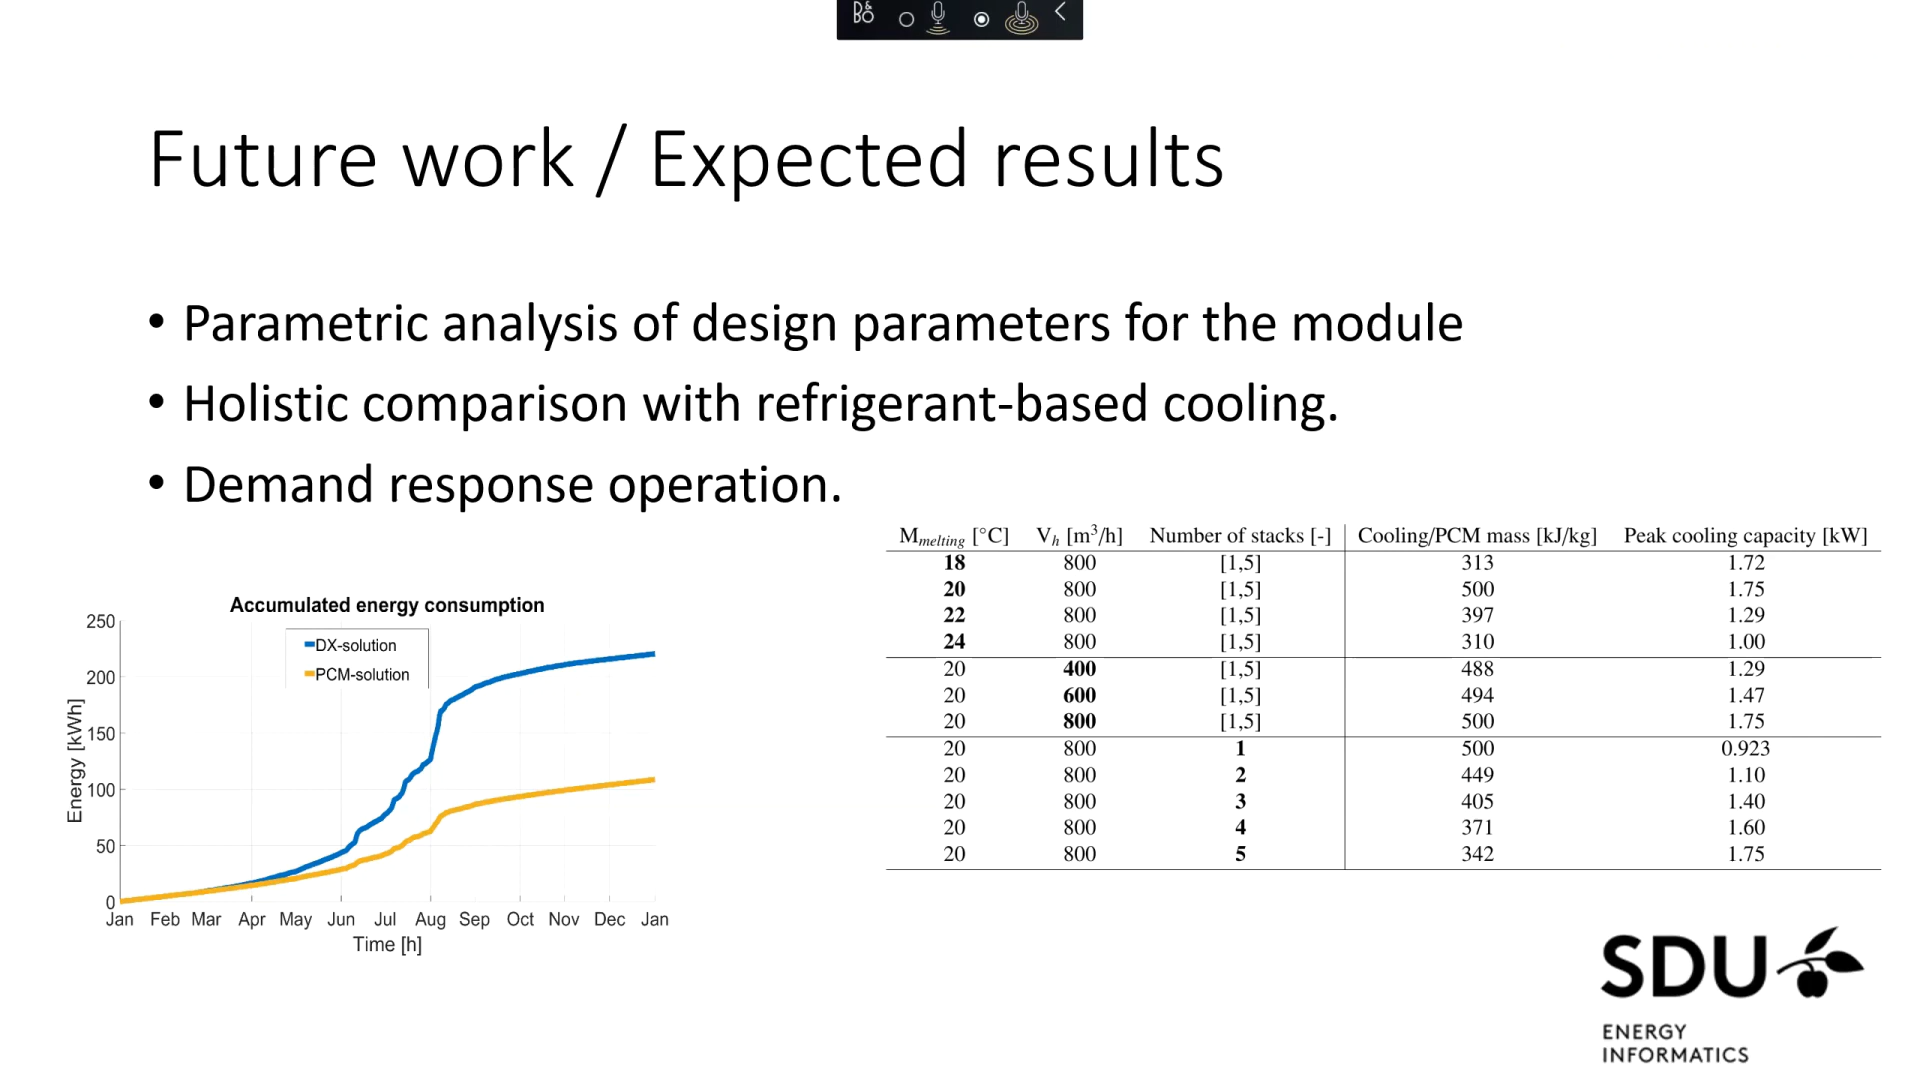 Future work / Expected results
• Parametric analysis of design parameters for the module
• Holistic comparison with refrigerant-based cooling.
• Demand response operation.
Accumulated energy consumption
DX-solution
PCM-solution
Energy [kWh]
250
200
150
100
50
0
Jan Feb Mar Apr May Jun Jul Aug Sep Oct Nov Dec Jan
Time [h]
Mmelting [°C] Vh [m³/h] Number of stacks [-] Cooling/PCM mass [kJ/kg] Peak cooling capacity [kW]
18 800 [1,5] 313 1.72
20 800 [1,5] 500 1.75
22 800 [1,5] 397 1.29
24 800 [1,5] 310 1.00
20 400 [1,5] 488 1.29
20 600 [1,5] 494 1.47
20 800 [1,5] 500 1.75
20 800 1 500 0.923
20 800 2 449 1.10
20 800 3 405 1.40
20 800 4 371 1.60
20 800 5 342 1.75
SDU
ENERGY
INFORMATICS